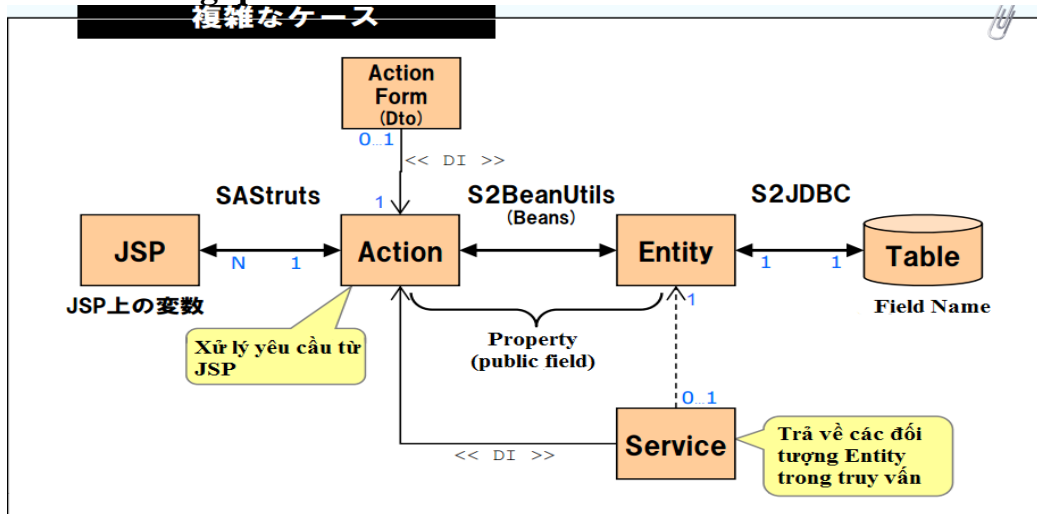 複雑なケース
Action
Form
(Dto)
0...1
<< DI >>
SAStruts
1
S2BeanUtils
(Beans)
S2JDBC
JSP
N
1
Action
Entity
1
1
Table
JSP上の変数
Field Name
Xử lý yêu cầu từ
JSP
Property
(public field)
1
0...1
Service
<< DI >>
Trả về các đối
tượng Entity
trong truy vấn